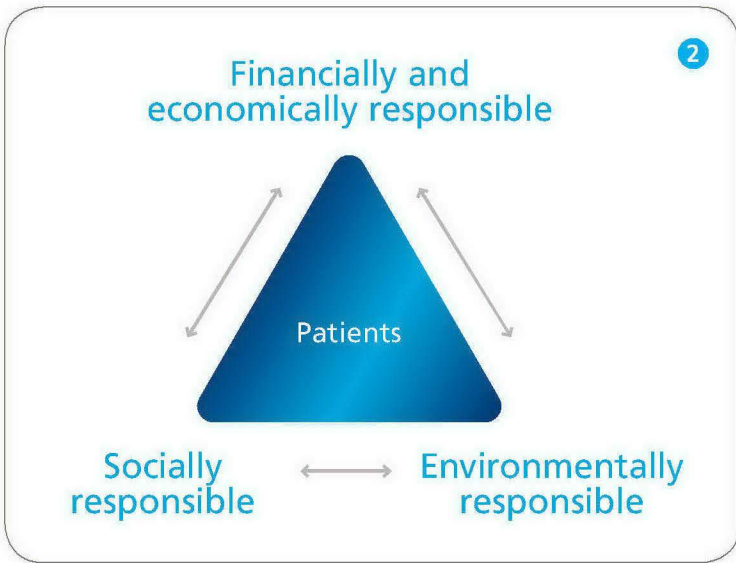 2
Financially and
economically responsible
Patients
Socially
responsible
Environmentally
responsible